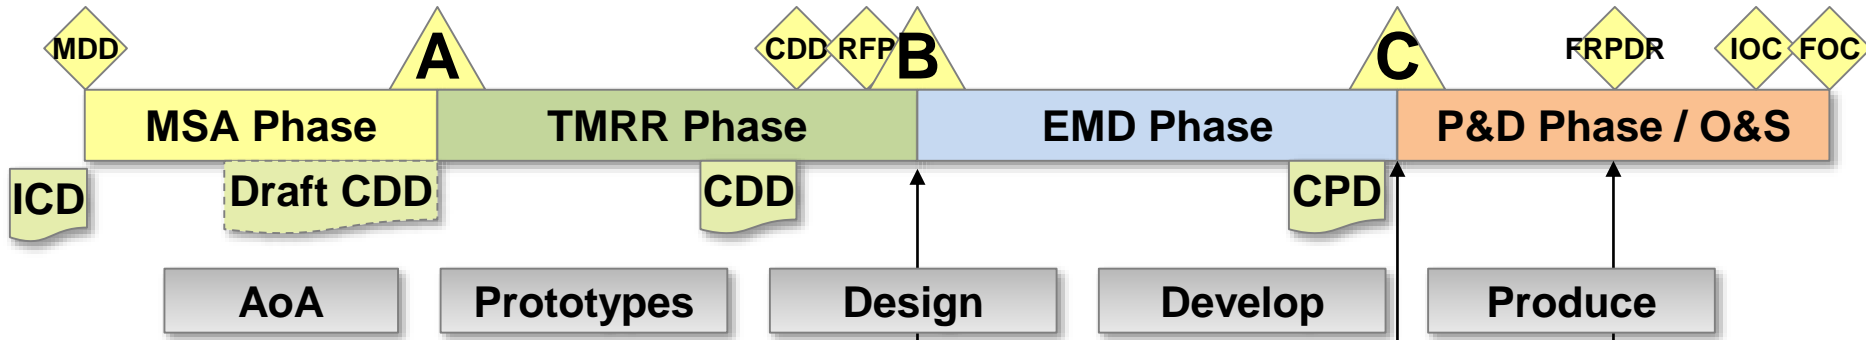 MDD
A
CDD
RFP
B
C
FRPDR
IOC
FOC
MSA Phase
TMRR Phase
EMD Phase
P&D Phase / O&S
ICD
Draft CDD
CDD
CPD
AoA
Prototypes
Design
Develop
Produce